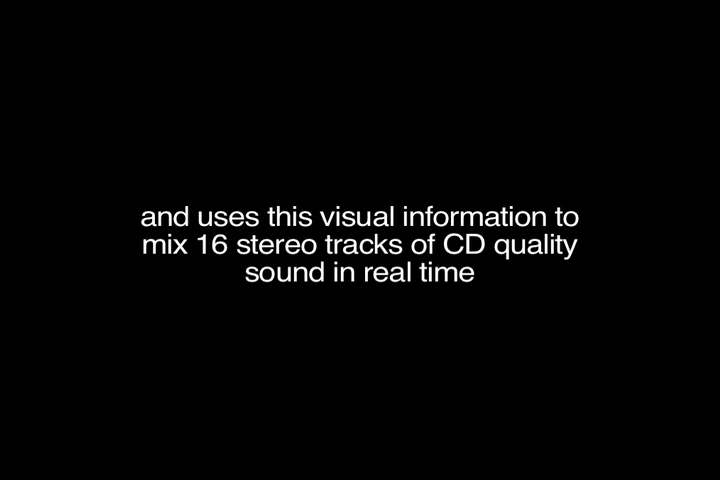 and uses this visual information to
mix 16 stereo tracks of CD quality
sound in real time